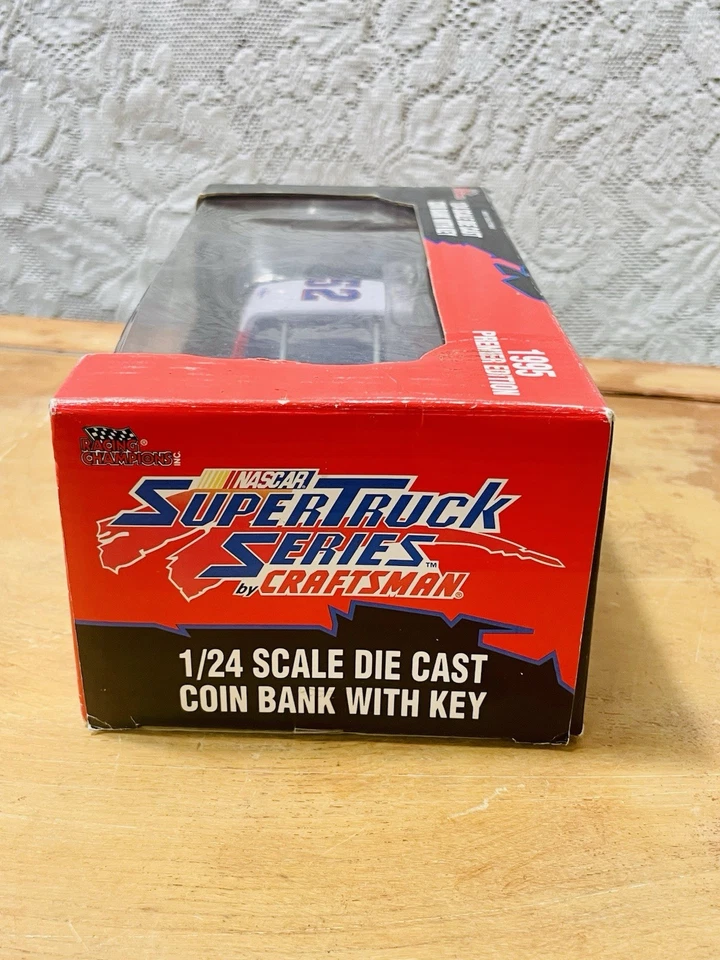 52
1995
PREMIER EDITION
RACING®
CHAMPIONS INC.
NASCAR
SUPERTRUCK
SERIES™
by CRAFTSMAN®
1/24 SCALE DIE CAST
COIN BANK WITH KEY